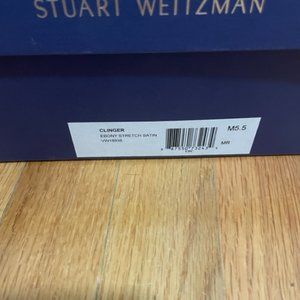 STUART WEITZMAN
CLINGER
EBONY STRETCH SATIN
M5.5
MR